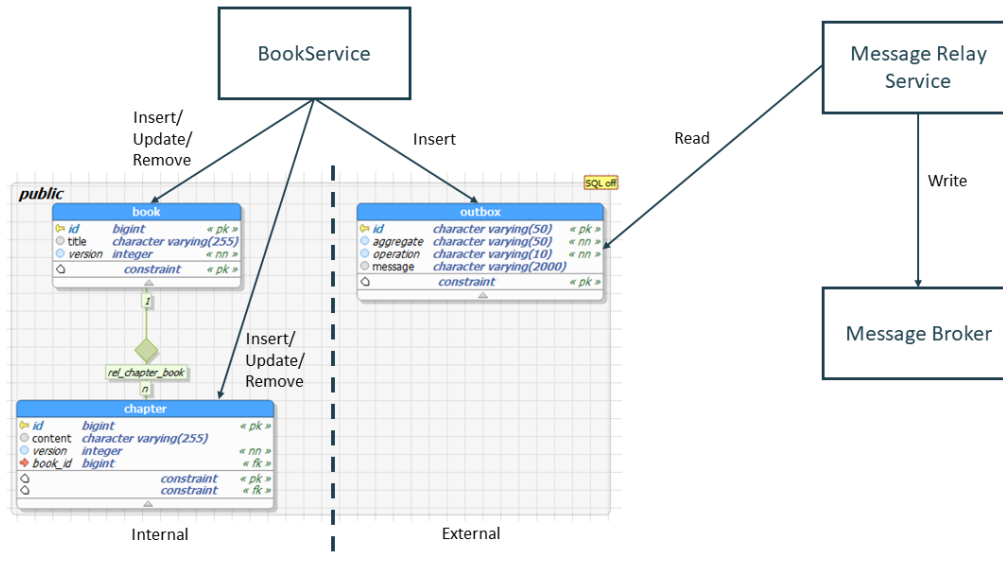 BookService
Message Relay
Service
Insert/
Update/
Remove
Insert
Read
Write
public
SQL off
book
id bigint « pk »
title character varying(255)
version integer « nn »
constraint « pk »
1
rel_chapter_book
n
outbox
id character varying(50) « pk »
aggregate character varying(50) « nn »
operation character varying(10) « nn »
message character varying(2000)
constraint « pk »
Insert/
Update/
Remove
Message Broker
chapter
id bigint « pk »
content character varying(255)
version integer « nn »
book_id bigint « fk »
constraint « pk »
constraint « fk »
Internal
External